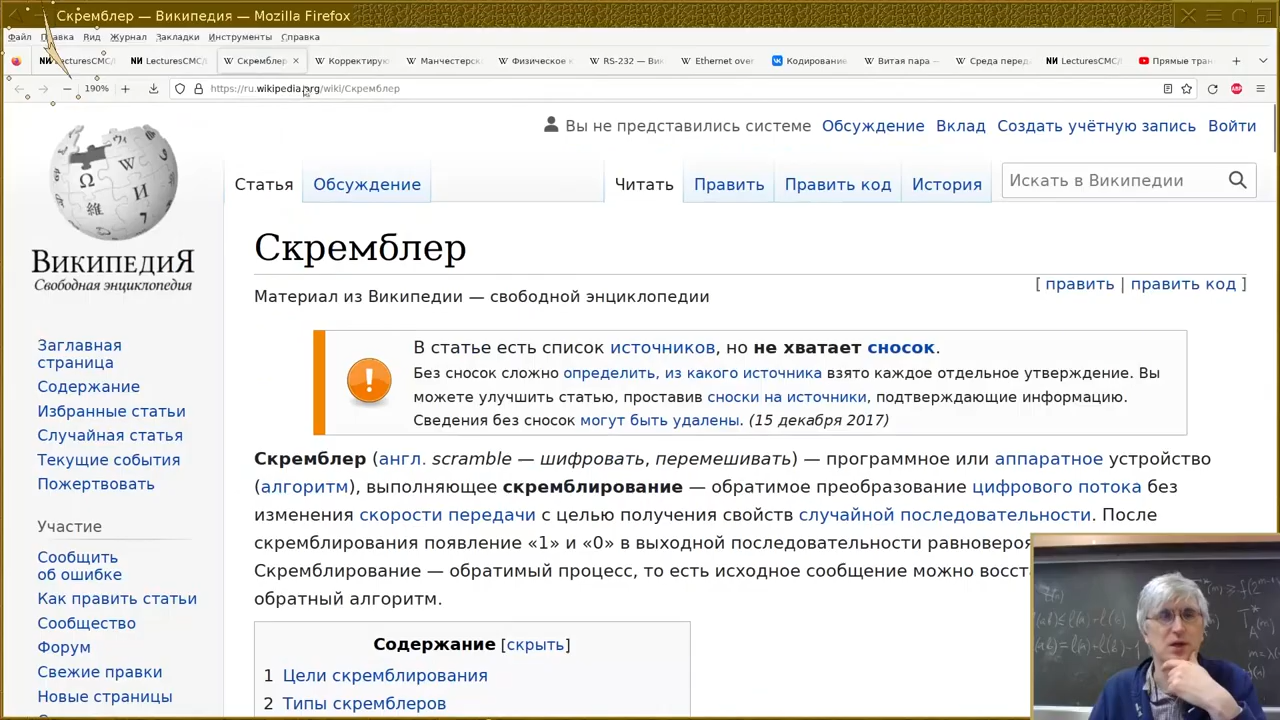 Скремблер — Википедия — Mozilla Firefox
Файл Правка Вид Журнал Закладки Инструменты Справка
LecturesCMC/ LecturesCMC/ Скремблер Корректирую Манчестерск Физическое к RS-232 — Вик Ethernet over Кодирование Витая пара — Среда перед LecturesCMC/ Прямые тран
190% https://ru.wikipedia.org/wiki/Скремблер
Вы не представились системе Обсуждение Вклад Создать учётную запись Войти
Статья Обсуждение Читать Править Править код История Искать в Википедии
ВикипедиЯ
Свободная энциклопедия
Скремблер
[ править | править код ]
Материал из Википедии — свободной энциклопедии
В статье есть список источников, но не хватает сносок.
Без сносок сложно определить, из какого источника взято каждое отдельное утверждение. Вы
можете улучшить статью, проставив сноски на источники, подтверждающие информацию.
Сведения без сносок могут быть удалены. (15 декабря 2017)
Скремблер (англ. scramble — шифровать, перемешивать) — программное или аппаратное устройство
(алгоритм), выполняющее скремблирование — обратимое преобразование цифрового потока без
изменения скорости передачи с целью получения свойств случайной последовательности. После
скремблирования появление «1» и «0» в выходной последовательности равновероя
Скремблирование — обратимый процесс, то есть исходное сообщение можно восст
обратный алгоритм.
Содержание [скрыть]
1 Цели скремблирования
2 Типы скремблеров
Заглавная
страница
Содержание
Избранные статьи
Случайная статья
Текущие события
Пожертвовать
Участие
Сообщить
об ошибке
Как править статьи
Сообщество
Форум
Свежие правки
Новые страницы